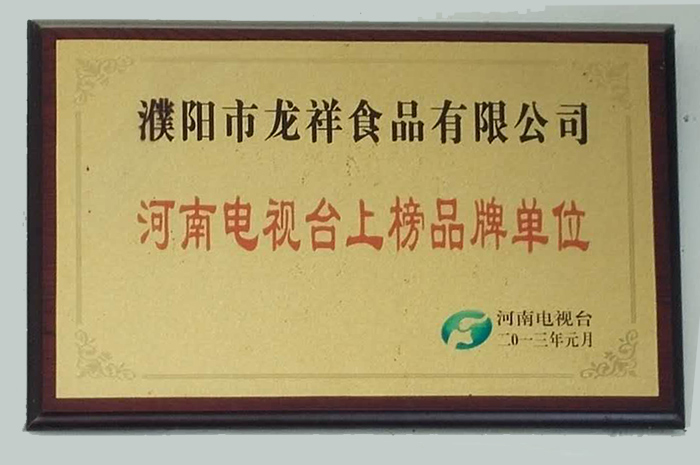 濮阳市龙祥食品有限公司
河南电视台上榜品牌单位
河南电视台
二0一三年元月